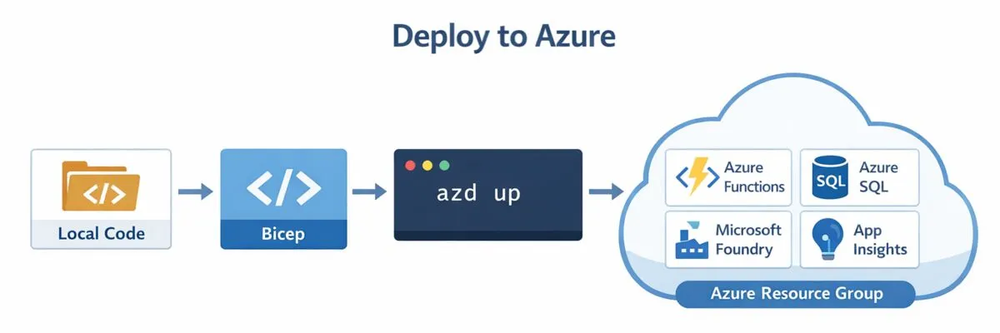 Deploy to Azure
</>
Local Code
</>
Bicep
azd up
Azure
Functions
SQL
Azure
SQL
Microsoft
Foundry
App
Insights
Azure Resource Group